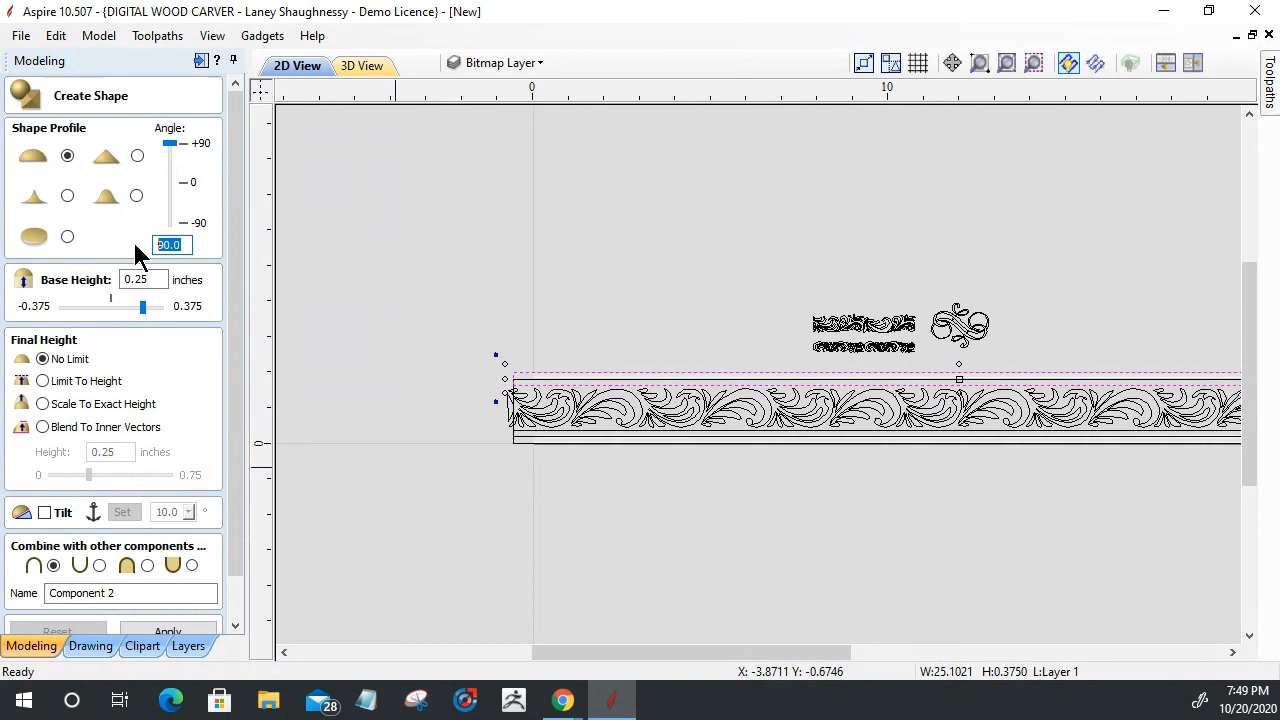 Aspire 10.507 - {DIGITAL WOOD CARVER - Laney Shaughnessy - Demo Licence} - [New]
File Edit Model Toolpaths View Gadgets Help
Modeling ?
2D View 3D View Bitmap Layer
Create Shape
Shape Profile Angle:
+90
0
-90
90.0
Base Height: 0.25 inches
-0.375 0.375
Final Height
No Limit
Limit To Height
Scale To Exact Height
Blend To Inner Vectors
Height: 0.25 inches
0 0.75
Tilt Set 10.0 °
Combine with other components ...
Name Component 2
Reset Apply
Modeling Drawing Clipart Layers
0 10
0
Toolpaths
Ready X: -3.8711 Y: -0.6746 W:25.1021 H:0.3750 L:Layer 1
28
7:49 PM
10/20/2020